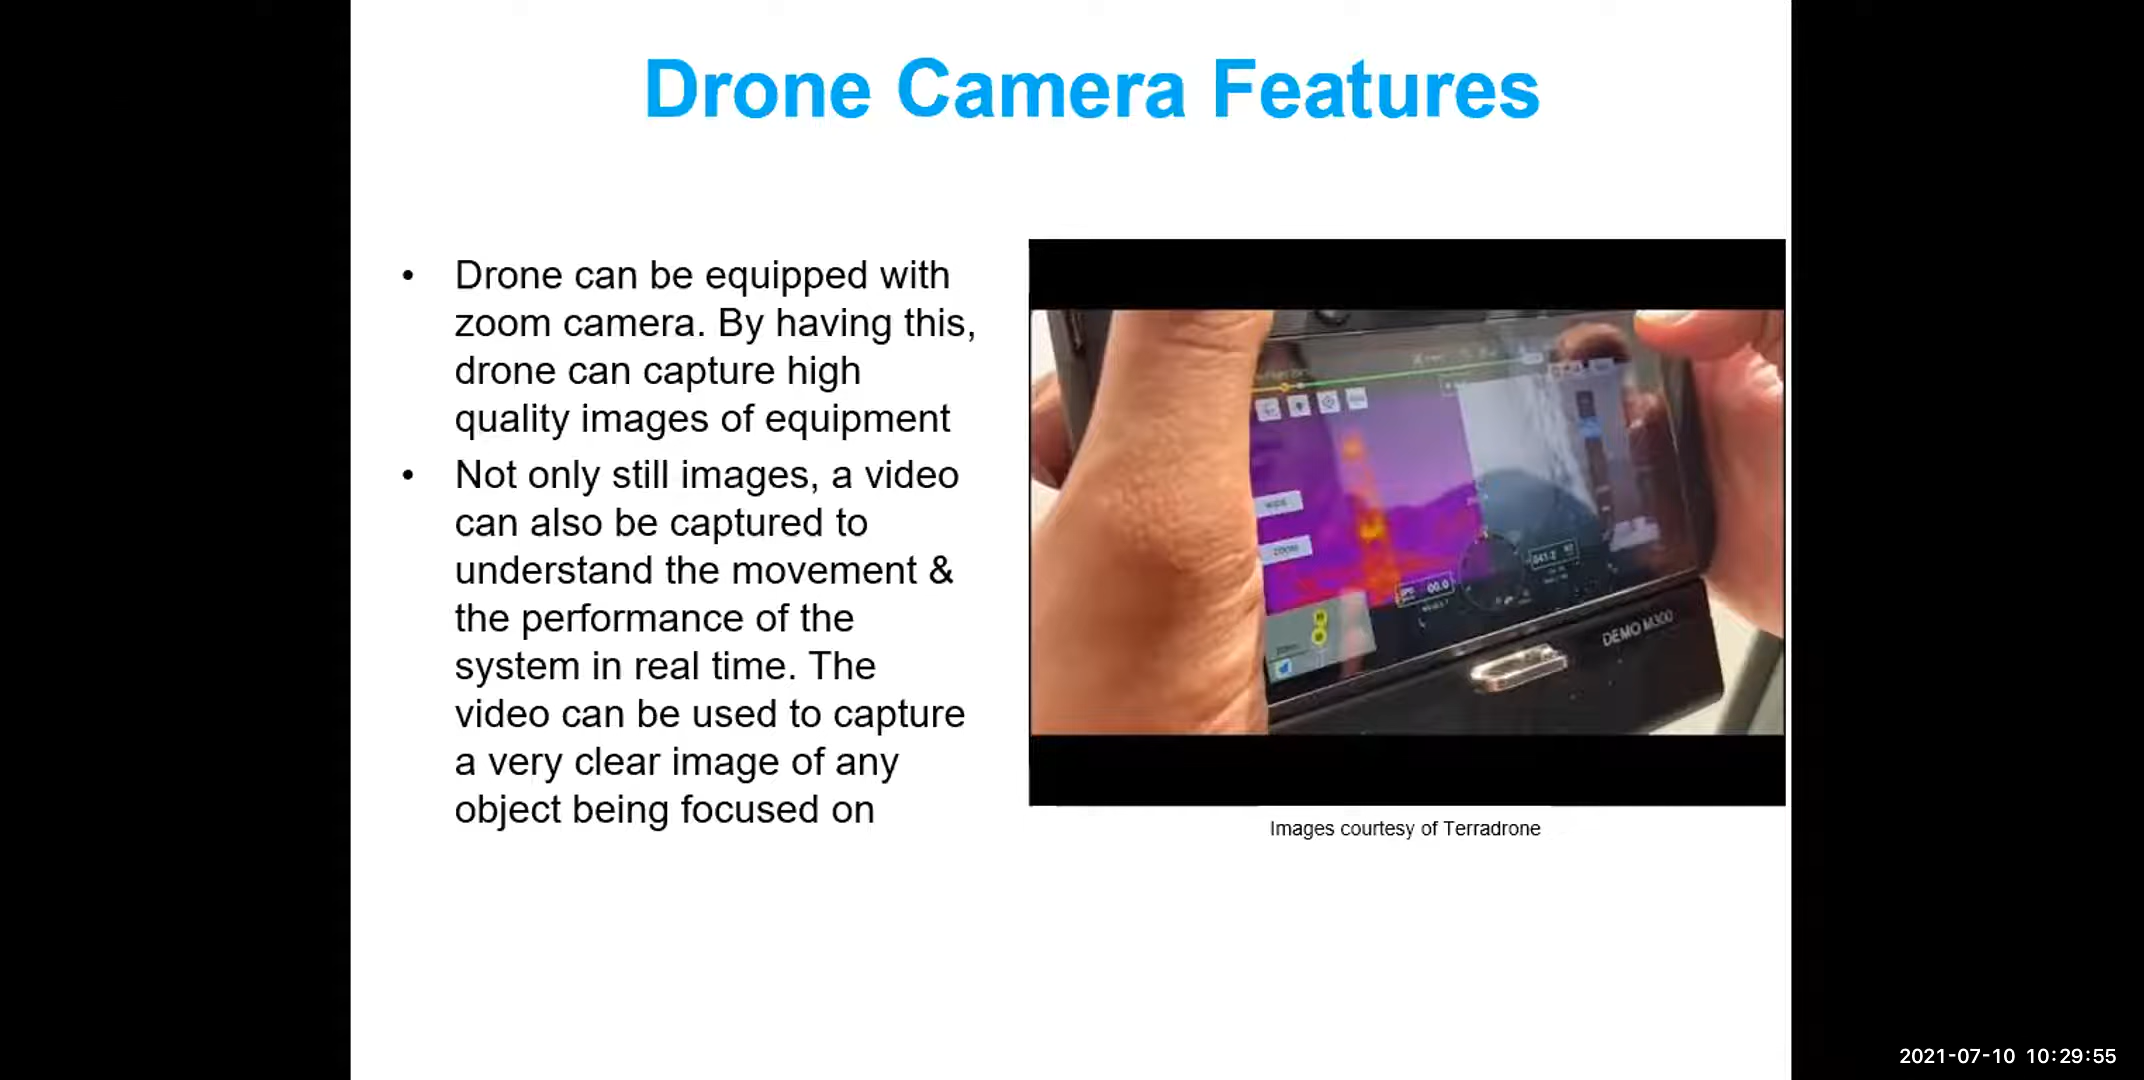 Drone Camera Features
• Drone can be equipped with
zoom camera. By having this,
drone can capture high
quality images of equipment
• Not only still images, a video
can also be captured to
understand the movement &
the performance of the
system in real time. The
video can be used to capture
a very clear image of any
object being focused on
ZOOM
00.0
DEMO M300
Images courtesy of Terradrone
2021-07-10 10:29:55